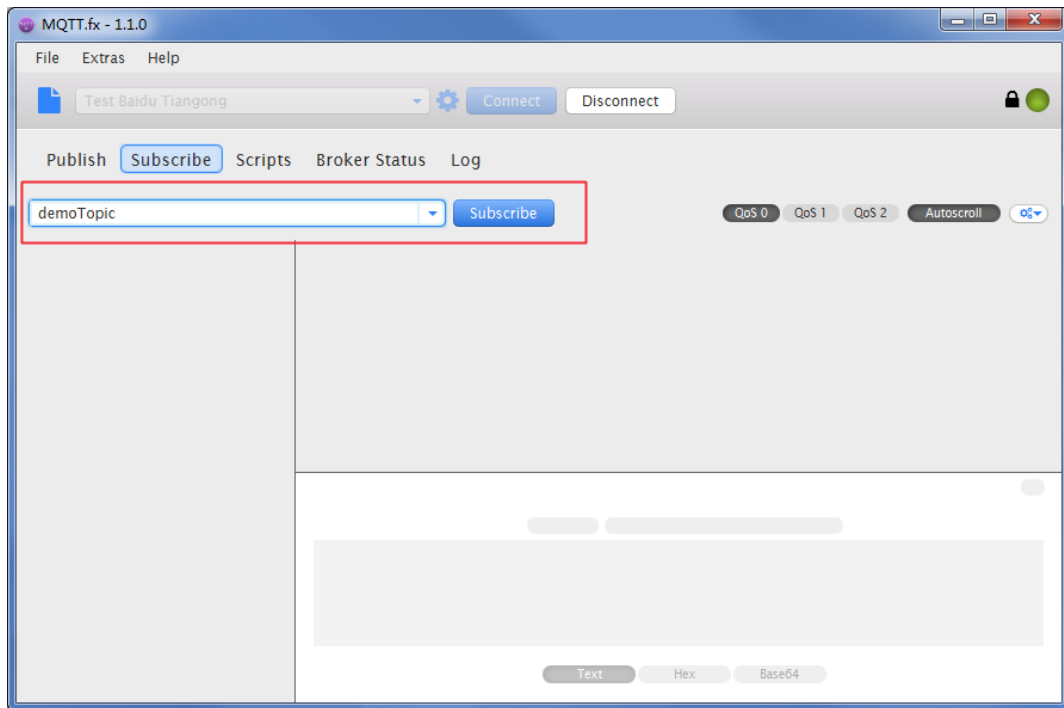 MQTT.fx - 1.1.0
File Extras Help
Test Baidu Tiangong Connect Disconnect
Publish Subscribe Scripts Broker Status Log
demoTopic Subscribe QoS 0 QoS 1 QoS 2 Autoscroll
Text Hex Base64